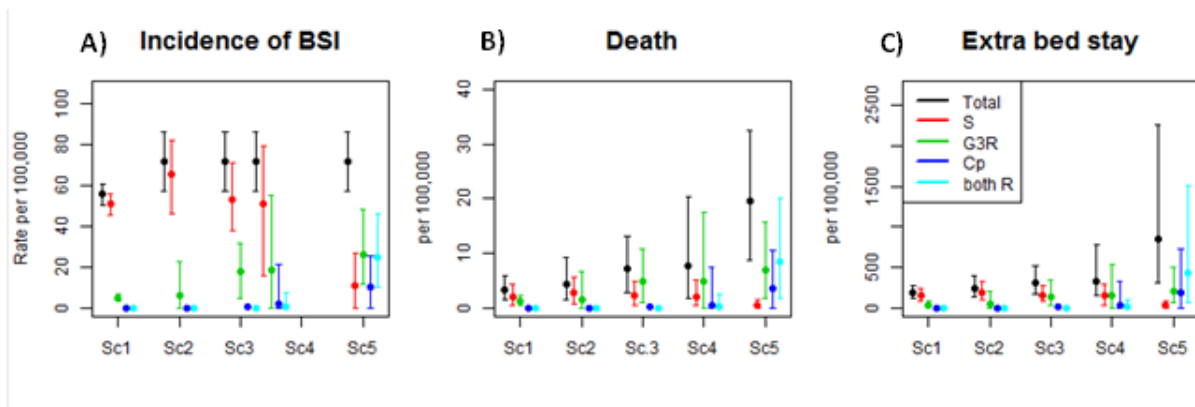 A) Incidence of BSI
Rate per 100,000
100
80
60
40
20
0
Sc1 Sc2 Sc3 Sc4 Sc5
B) Death
per 100,000
40
30
20
10
0
Sc1 Sc2 Sc.3 Sc4 Sc5
C) Extra bed stay
per 100,000
2500
1500
500
0
Total
S
G3R
Cp
both R
Sc1 Sc2 Sc3 Sc4 Sc5